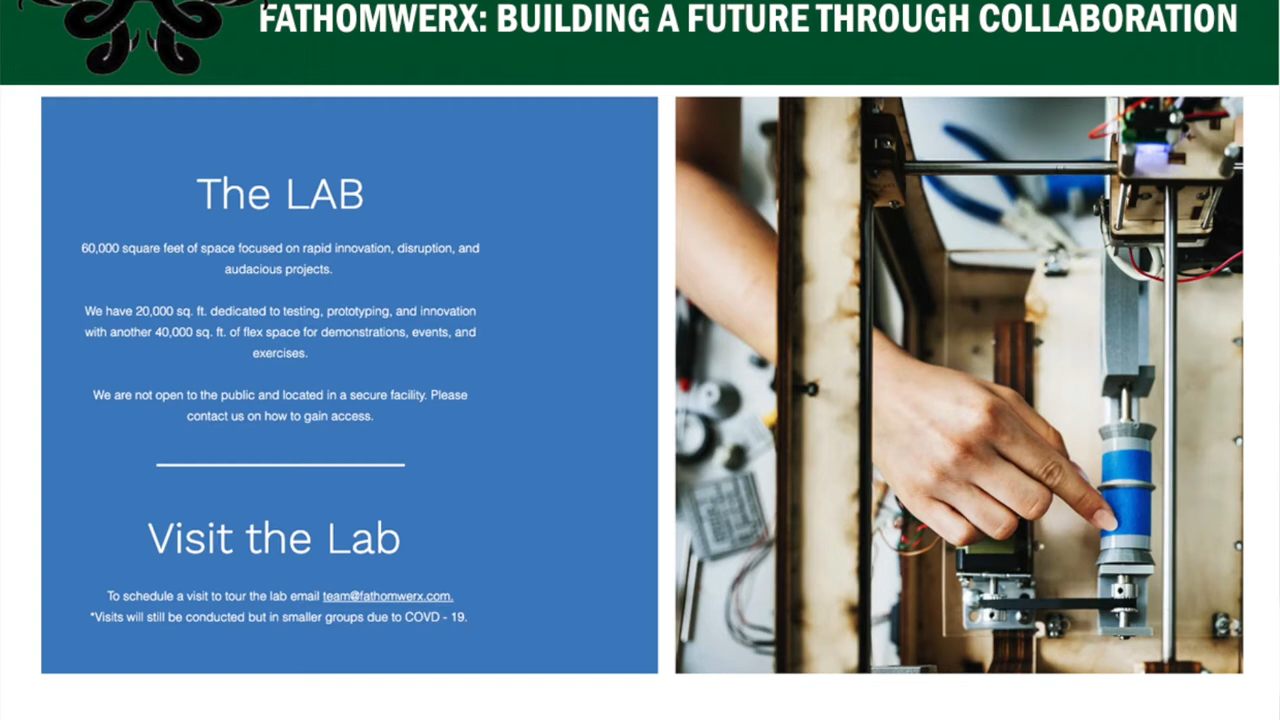 FATHOMWERX: BUILDING A FUTURE THROUGH COLLABORATION
The LAB
60,000 square feet of space focused on rapid innovation, disruption, and
audacious projects.
We have 20,000 sq. ft. dedicated to testing, prototyping, and innovation
with another 40,000 sq. ft. of flex space for demonstrations, events, and
exercises.
We are not open to the public and located in a secure facility. Please
contact us on how to gain access.
Visit the Lab
To schedule a visit to tour the lab email team@fathomwerx.com.
*Visits will still be conducted but in smaller groups due to COVD - 19.